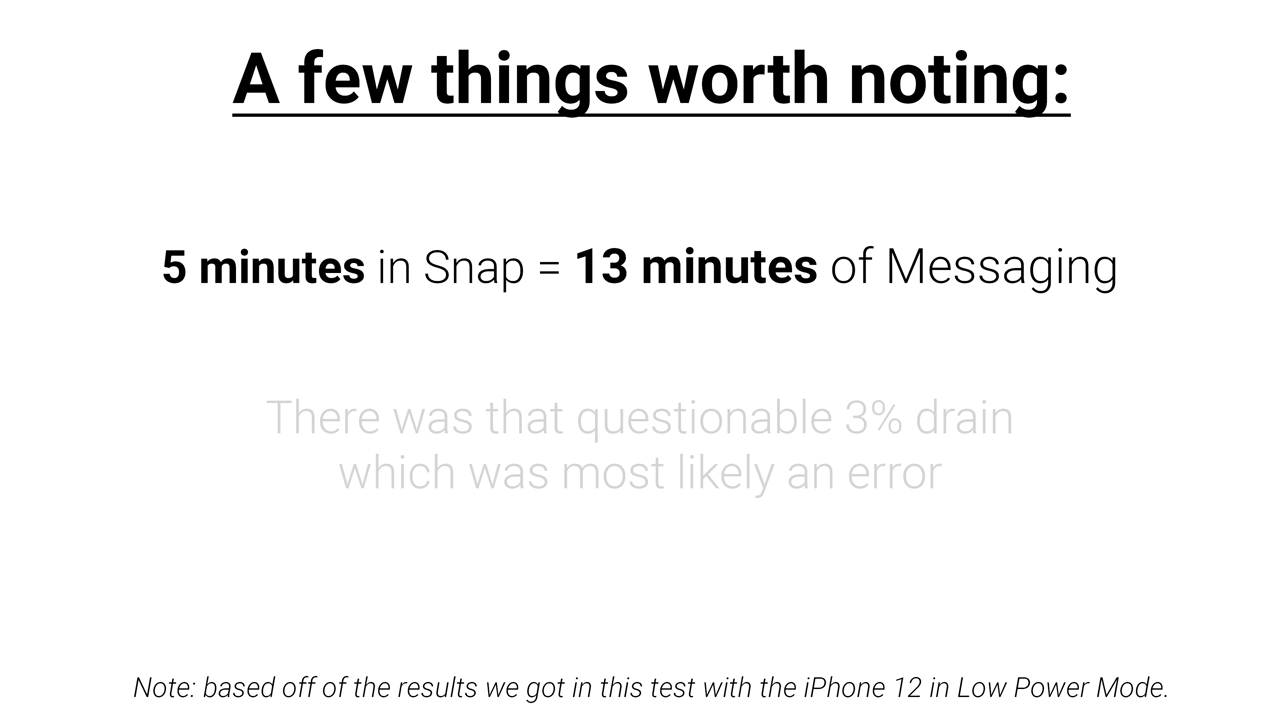 A few things worth noting:
5 minutes in Snap = 13 minutes of Messaging
There was that questionable 3% drain
which was most likely an error
Note: based off of the results we got in this test with the iPhone 12 in Low Power Mode.